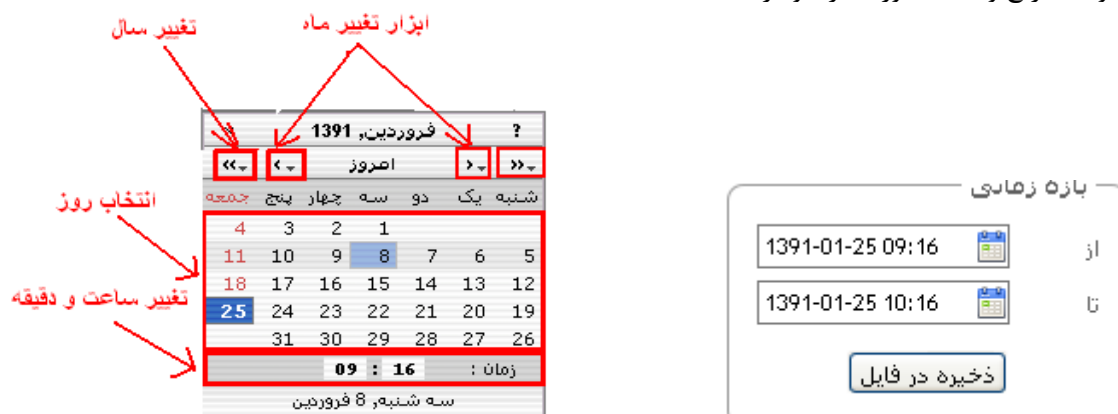 تغییر سال
ابزار تغییر ماه
? فروردین, 1391
» › امروز ‹ «
شنبه یک دو سه چهار پنج جمعه
1 2 3 4
5 6 7 8 9 10 11
12 13 14 15 16 17 18
19 20 21 22 23 24 25
26 27 28 29 30 31
زمان : 09 : 16
سه شنبه, 8 فروردین
انتخاب روز
تغییر ساعت و دقیقه
بازه زمانی
از 1391-01-25 09:16
تا 1391-01-25 10:16
ذخیره در فایل